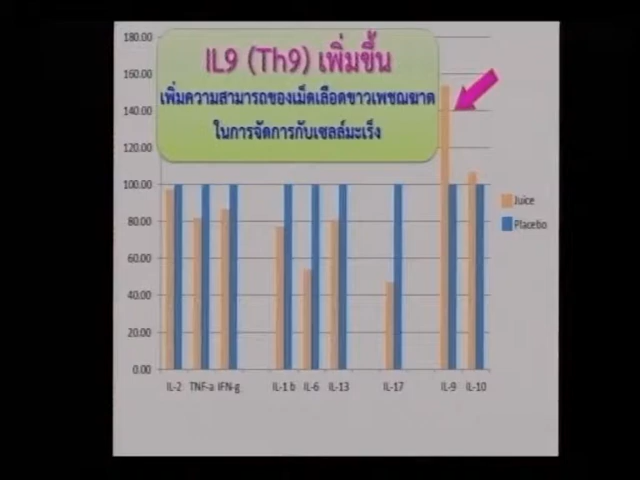 IL9 (Th9) เพิ่มขึ้น
เพิ่มความสามารถของเม็ดเลือดขาวเพชฌฆาต
ในการจัดการกับเซลล์มะเร็ง
180.00
160.00
140.00
120.00
100.00
80.00
60.00
40.00
20.00
0.00
IL-2 TNF-a IFN-g IL-1 b IL-6 IL-13 IL-17 IL-9 IL-10
Juice
Placebo